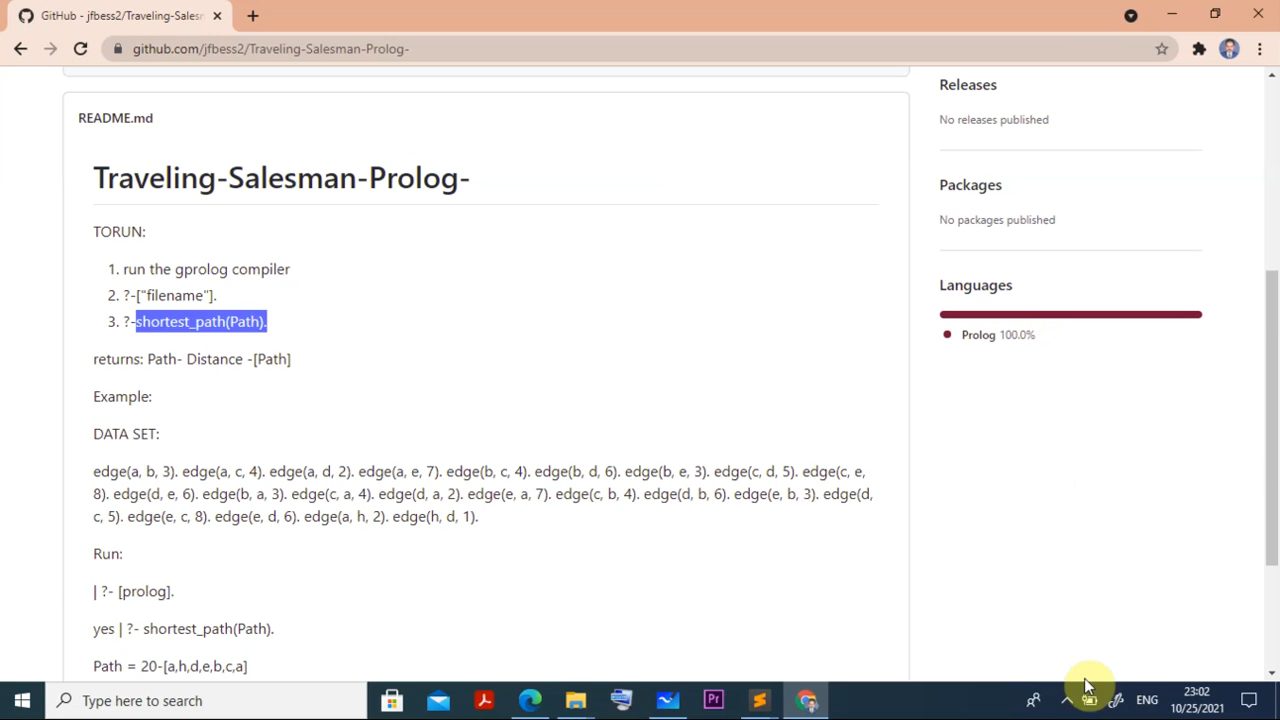 GitHub - jfbess2/Traveling-Sales
github.com/jfbess2/Traveling-Salesman-Prolog-
README.md
Traveling-Salesman-Prolog-
TORUN:
1. run the gprolog compiler
2. ?-["filename"].
3. ?-shortest_path(Path).
returns: Path- Distance -[Path]
Example:
DATA SET:
edge(a, b, 3). edge(a, c, 4). edge(a, d, 2). edge(a, e, 7). edge(b, c, 4). edge(b, d, 6). edge(b, e, 3). edge(c, d, 5). edge(c, e,
8). edge(d, e, 6). edge(b, a, 3). edge(c, a, 4). edge(d, a, 2). edge(e, a, 7). edge(c, b, 4). edge(d, b, 6). edge(e, b, 3). edge(d,
c, 5). edge(e, c, 8). edge(e, d, 6). edge(a, h, 2). edge(h, d, 1).
Run:
| ?- [prolog].
yes | ?- shortest_path(Path).
Path = 20-[a,h,d,e,b,c,a]
Releases
No releases published
Packages
No packages published
Languages
Prolog 100.0%
Type here to search
Pr
ENG
23:02
10/25/2021